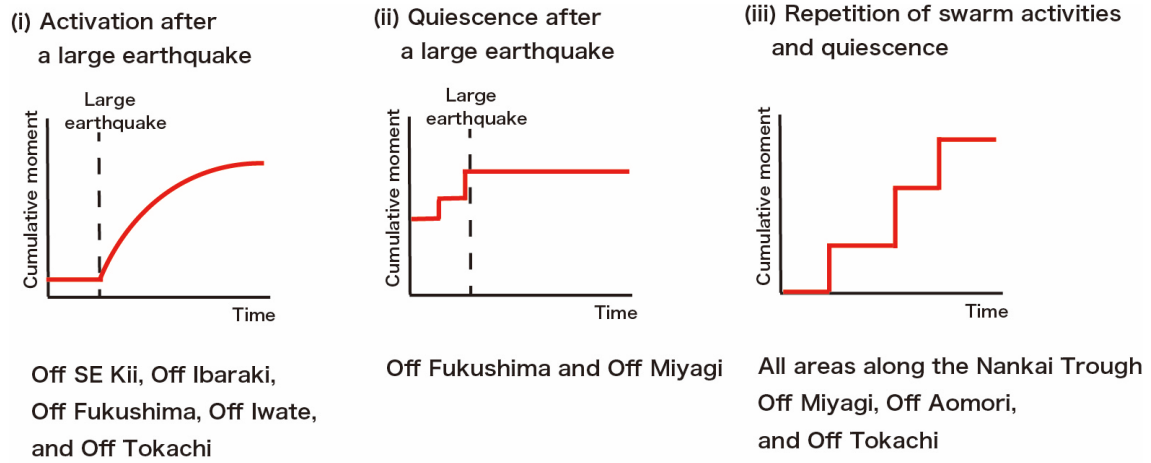 (i) Activation after
a large earthquake
Large
earthquake
Cumulative moment
Time
Off SE Kii, Off Ibaraki,
Off Fukushima, Off Iwate,
and Off Tokachi
(ii) Quiescence after
a large earthquake
Large
earthquake
Cumulative moment
Time
Off Fukushima and Off Miyagi
(iii) Repetition of swarm activities
and quiescence
Cumulative moment
Time
All areas along the Nankai Trough
Off Miyagi, Off Aomori,
and Off Tokachi